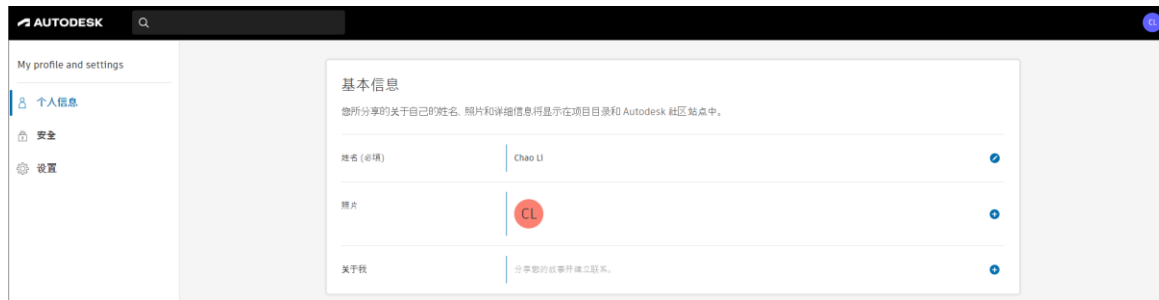 AUTODESK
CL
My profile and settings
个人信息
安全
设置
基本信息
您所分享的关于自己的姓名、照片和详细信息将显示在项目目录和 Autodesk 社区站点中。
姓名 (必填)
Chao Li
照片
CL
关于我
分享您的故事并建立联系。